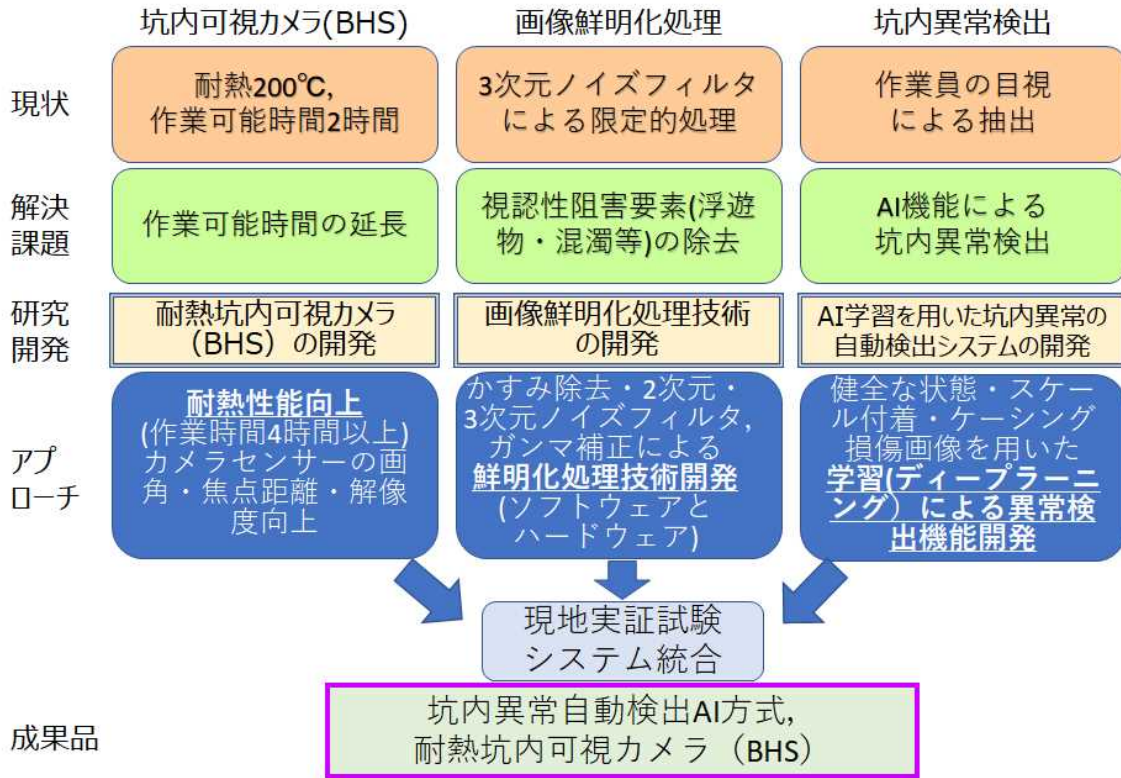 坑内可視カメラ(BHS)
画像鮮明化処理
坑内異常検出
現状
耐熱200℃,
作業可能時間2時間
3次元ノイズフィルタ
による限定的処理
作業員の目視
による抽出
解決
課題
作業可能時間の延長
視認性阻害要素(浮遊
物・混濁等)の除去
AI機能による
坑内異常検出
研究
開発
耐熱坑内可視カメラ
（BHS）の開発
画像鮮明化処理技術
の開発
AI学習を用いた坑内異常の
自動検出システムの開発
アプ
ローチ
耐熱性能向上
(作業時間4時間以上)
カメラセンサーの画
角・焦点距離・解像
度向上
かすみ除去・2次元・
3次元ノイズフィルタ,
ガンマ補正による
鮮明化処理技術開発
(ソフトウェアと
ハードウェア)
健全な状態・スケー
ル付着・ケーシング
損傷画像を用いた
学習(ディープラーニ
ング）による異常検
出機能開発
現地実証試験
システム統合
成果品
坑内異常自動検出AI方式,
耐熱坑内可視カメラ（BHS）